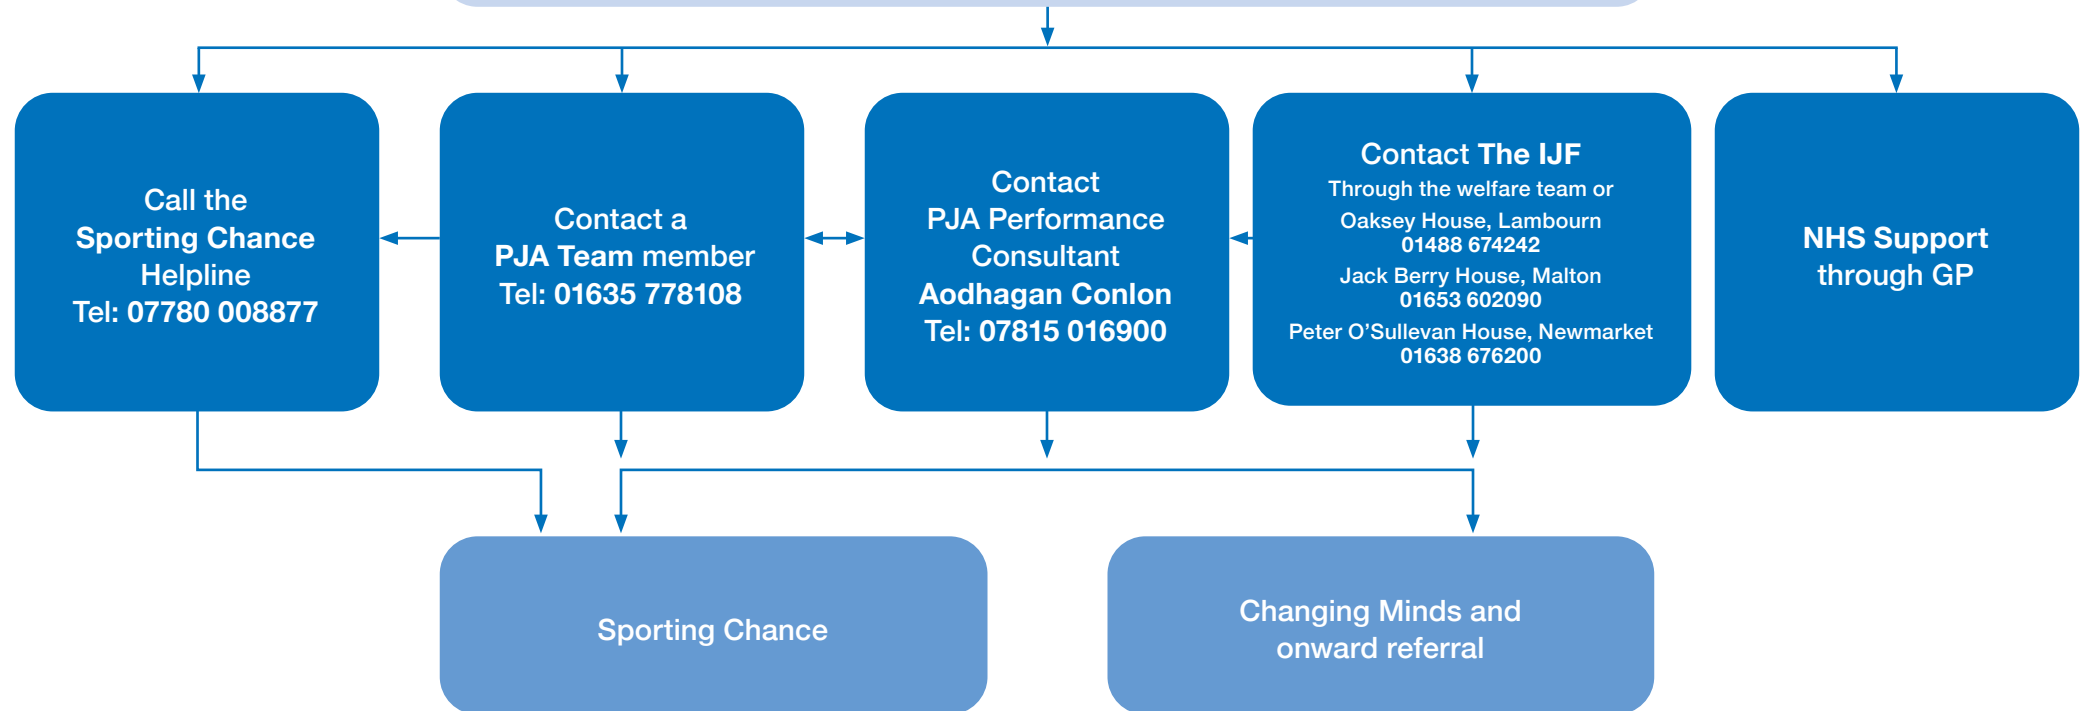 Call the
Sporting Chance
Helpline
Tel: 07780 008877
Contact a
PJA Team member
Tel: 01635 778108
Contact
PJA Performance
Consultant
Aodhagan Conlon
Tel: 07815 016900
Contact The IJF
Through the welfare team or
Oaksey House, Lambourn
01488 674242
Jack Berry House, Malton
01653 602090
Peter O’Sullevan House, Newmarket
01638 676200
NHS Support
through GP
Sporting Chance
Changing Minds and
onward referral